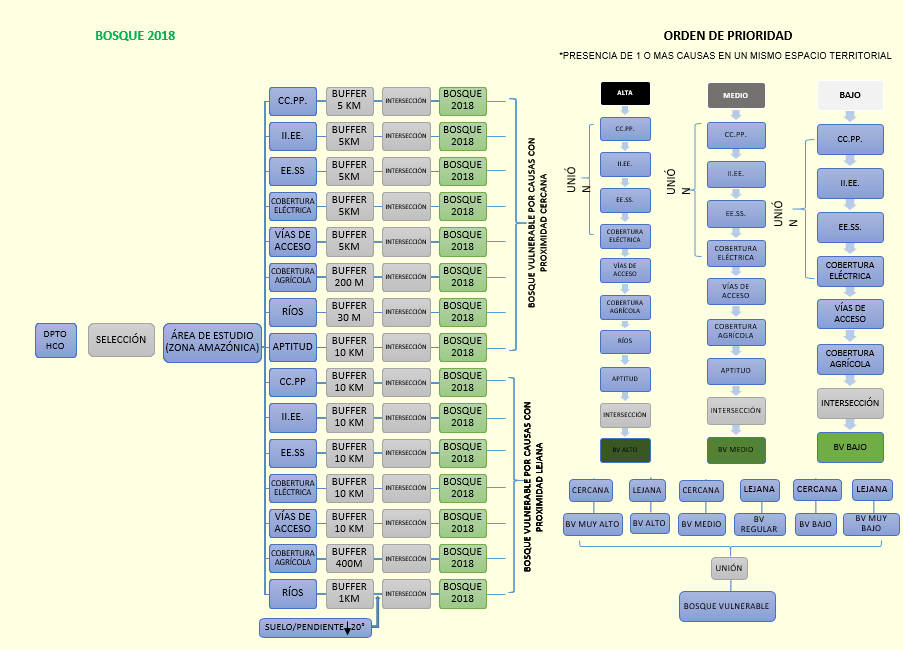 BOSQUE 2018
ORDEN DE PRIORIDAD
*PRESENCIA DE 1 O MAS CAUSAS EN UN MISMO ESPACIO TERRITORIAL
DPTO
HCO
SELECCIÓN
ÁREA DE ESTUDIO
(ZONA AMAZÓNICA)
CC.PP.
BUFFER
5 KM
INTERSECCIÓN
BOSQUE
2018
II.EE.
BUFFER
5KM
INTERSECCIÓN
BOSQUE
2018
EE.SS
BUFFER
5KM
INTERSECCIÓN
BOSQUE
2018
COBERTURA
ELÉCTRICA
BUFFER
5KM
INTERSECCIÓN
BOSQUE
2018
VÍAS DE
ACCESO
BUFFER
5KM
INTERSECCIÓN
BOSQUE
2018
COBERTURA
AGRÍCOLA
BUFFER
200 M
INTERSECCIÓN
BOSQUE
2018
RÍOS
BUFFER
30 M
INTERSECCIÓN
BOSQUE
2018
APTITUD
BUFFER
10 KM
INTERSECCIÓN
BOSQUE
2018
CC.PP
BUFFER
10 KM
INTERSECCIÓN
BOSQUE
2018
II.EE.
BUFFER
10 KM
INTERSECCIÓN
BOSQUE
2018
EE.SS
BUFFER
10 KM
INTERSECCIÓN
BOSQUE
2018
COBERTURA
ELÉCTRICA
BUFFER
10 KM
INTERSECCIÓN
BOSQUE
2018
VÍAS DE
ACCESO
BUFFER
10 KM
INTERSECCIÓN
BOSQUE
2018
COBERTURA
AGRÍCOLA
BUFFER
400M
INTERSECCIÓN
BOSQUE
2018
RÍOS
BUFFER
1KM
INTERSECCIÓN
BOSQUE
2018
SUELO/PENDIENTE 20°
BOSQUE VULNERABLE POR CAUSAS CON
PROXIMIDAD CERCANA
BOSQUE VULNERABLE POR CAUSAS CON
PROXIMIDAD LEJANA
ALTA
UNIÓ
N
CC.PP.
II.EE.
EE.SS.
COBERTURA
ELÉCTRICA
VÍAS DE
ACCESO
COBERTURA
AGRÍCOLA
RÍOS
APTITUD
INTERSECCIÓN
BV ALTO
MEDIO
UNIÓ
N
CC.PP.
II.EE.
EE.SS.
COBERTURA
ELÉCTRICA
VÍAS DE
ACCESO
COBERTURA
AGRÍCOLA
APTITUD
INTERSECCIÓN
BV MEDIO
BAJO
UNIÓ
N
CC.PP.
II.EE.
EE.SS.
COBERTURA
ELÉCTRICA
VÍAS DE
ACCESO
COBERTURA
AGRÍCOLA
INTERSECCIÓN
BV BAJO
CERCANA
LEJANA
CERCANA
LEJANA
CERCANA
LEJANA
BV MUY ALTO
BV ALTO
BV MEDIO
BV
REGULAR
BV BAJO
BV MUY
BAJO
UNIÓN
BOSQUE VULNERABLE